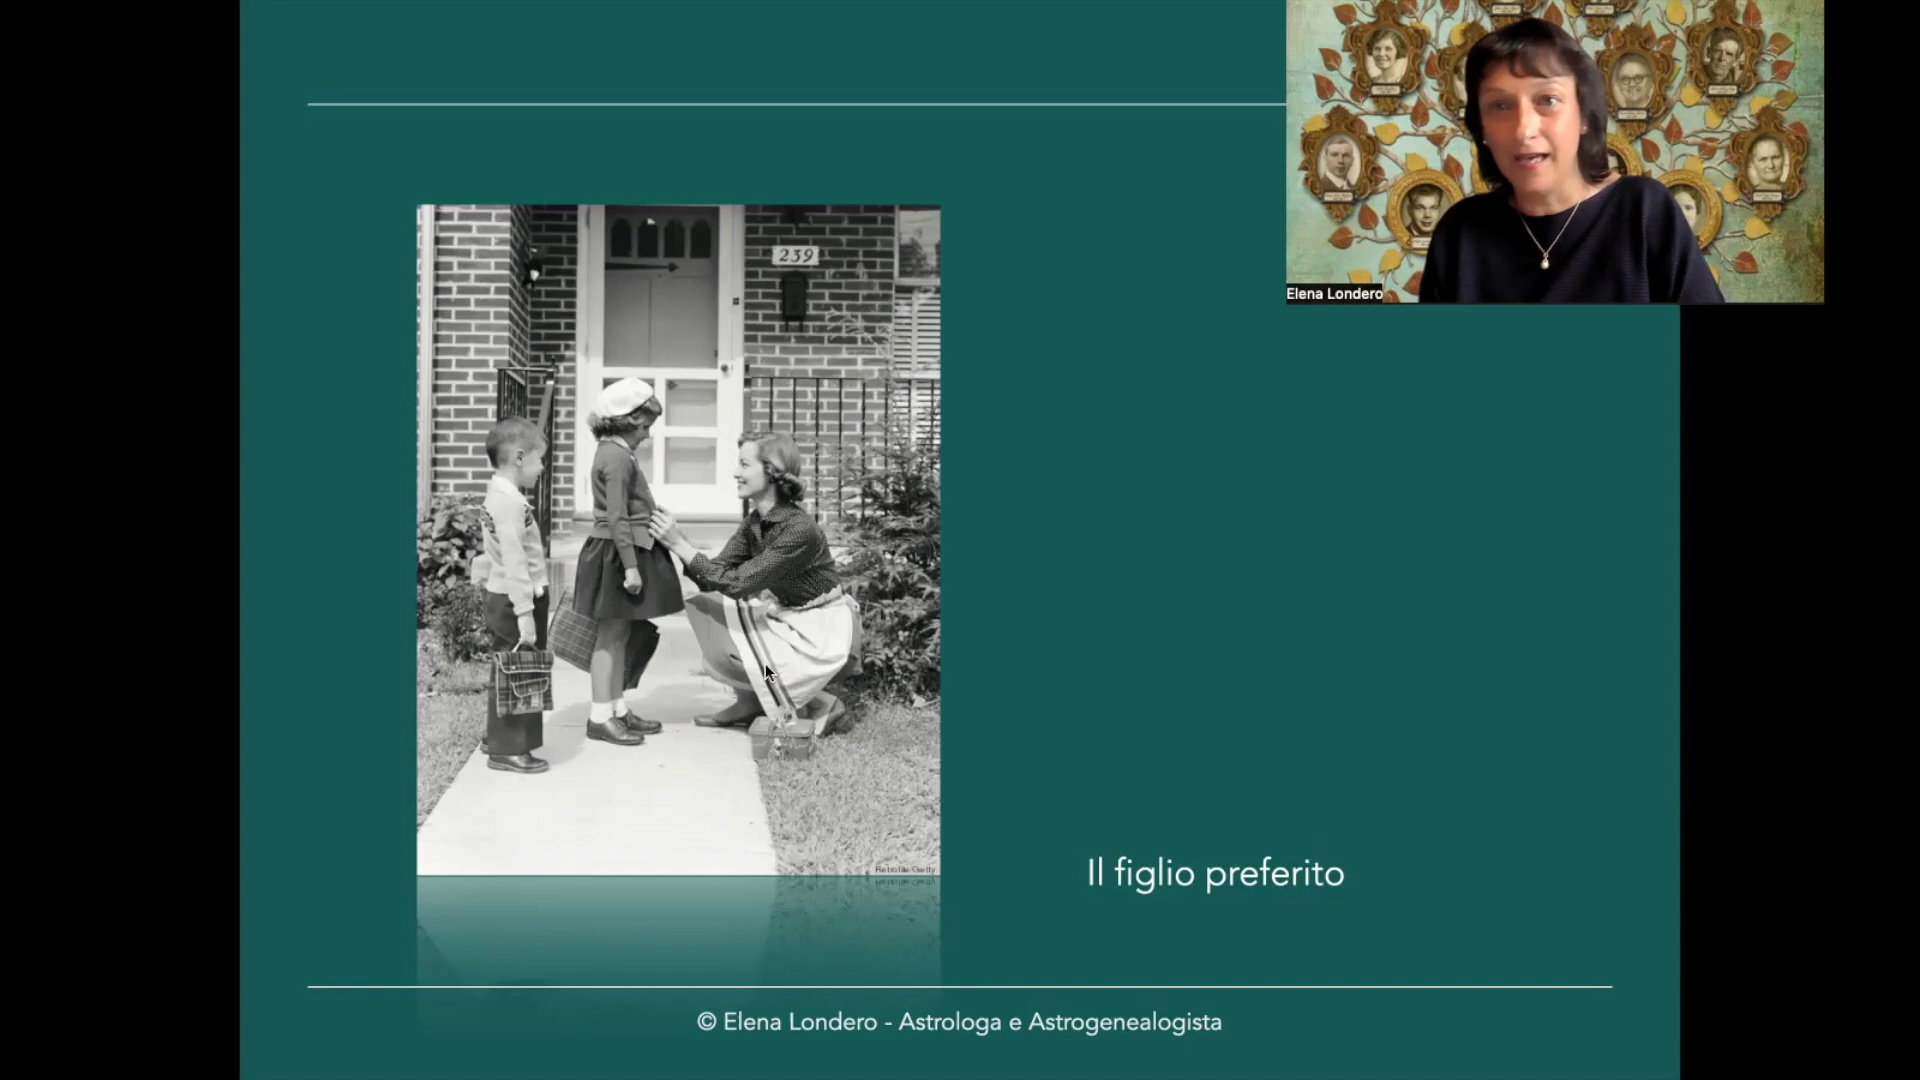 Elena Londero
239
Il figlio preferito
© Elena Londero - Astrologa e Astrogenealogista